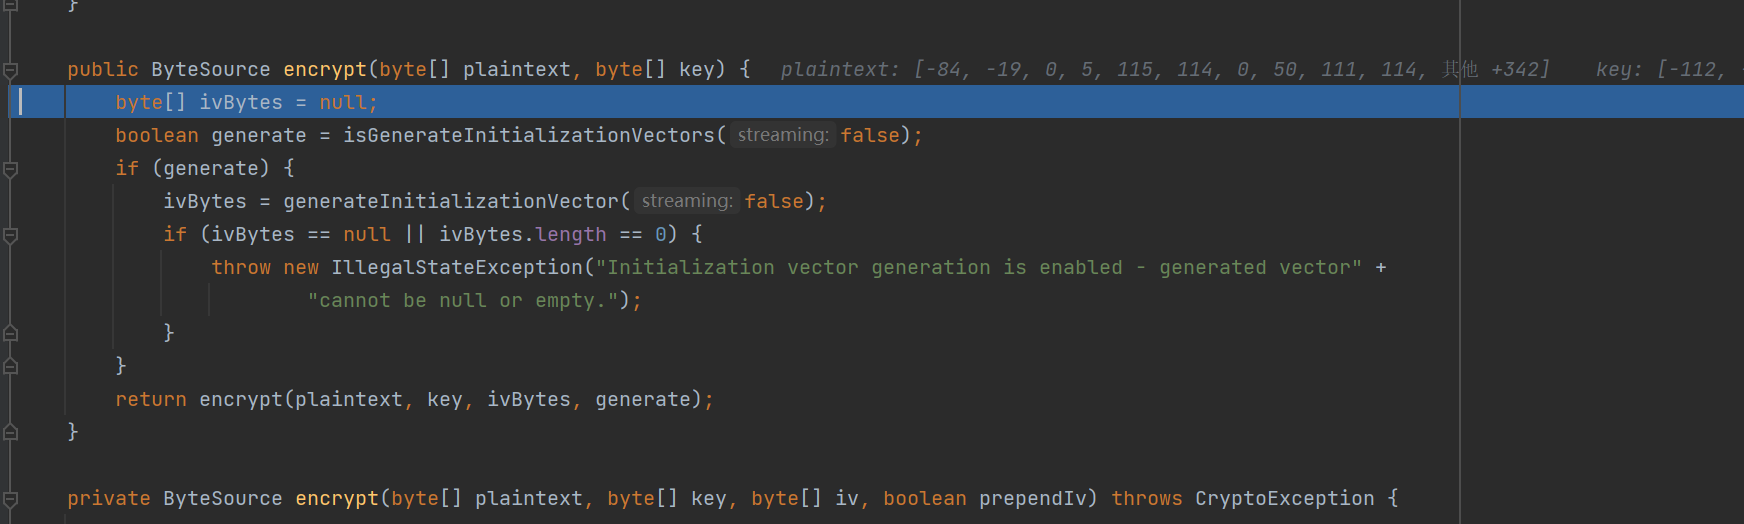 }
public ByteSource encrypt(byte[] plaintext, byte[] key) { plaintext: [-84, -19, 0, 5, 115, 114, 0, 50, 111, 114, 其他 +342] key: [-112, -
byte[] ivBytes = null;
boolean generate = isGenerateInitializationVectors( streaming: false);
if (generate) {
ivBytes = generateInitializationVector( streaming: false);
if (ivBytes == null || ivBytes.length == 0) {
throw new IllegalStateException("Initialization vector generation is enabled - generated vector" +
"cannot be null or empty.");
}
}
return encrypt(plaintext, key, ivBytes, generate);
}
private ByteSource encrypt(byte[] plaintext, byte[] key, byte[] iv, boolean prependIv) throws CryptoException {